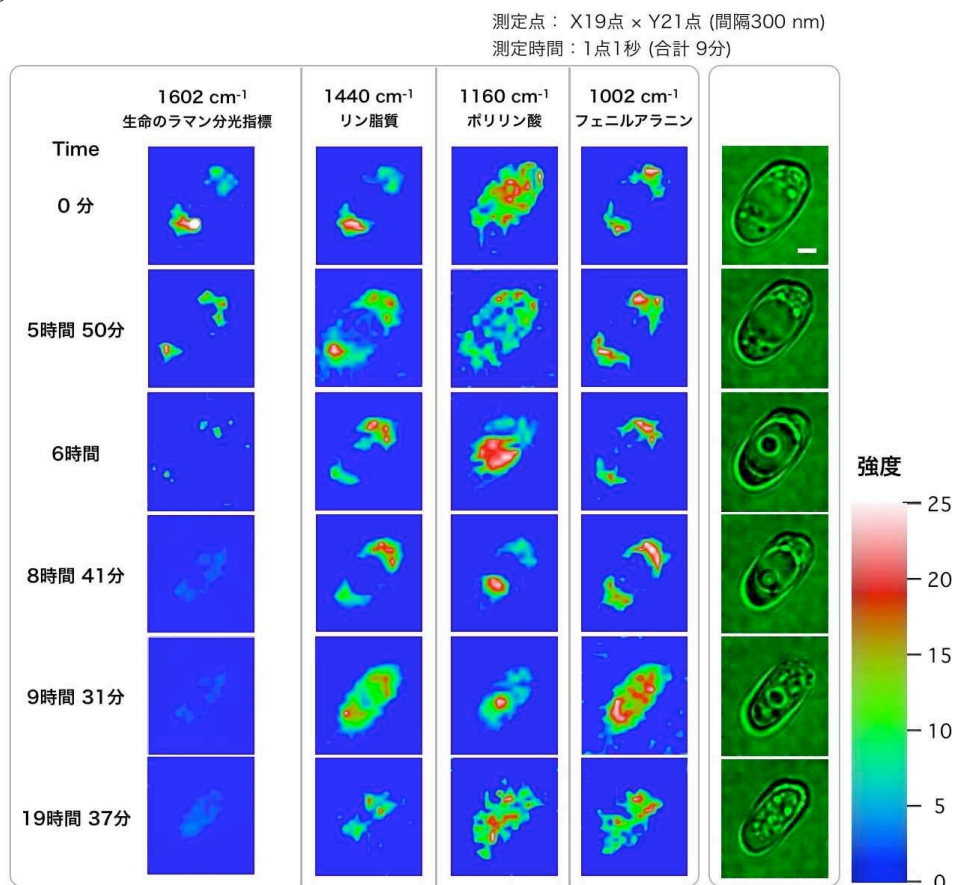 測定点： X19点 × Y21点 (間隔300 nm)
測定時間：1点1秒 (合計 9分)
1602 cm-1
生命のラマン分光指標
1440 cm-1
リン脂質
1160 cm-1
ポリリン酸
1002 cm-1
フェニルアラニン
Time
0 分
5時間 50分
6時間
8時間 41分
9時間 31分
19時間 37分
強度
25
20
15
10
5
0